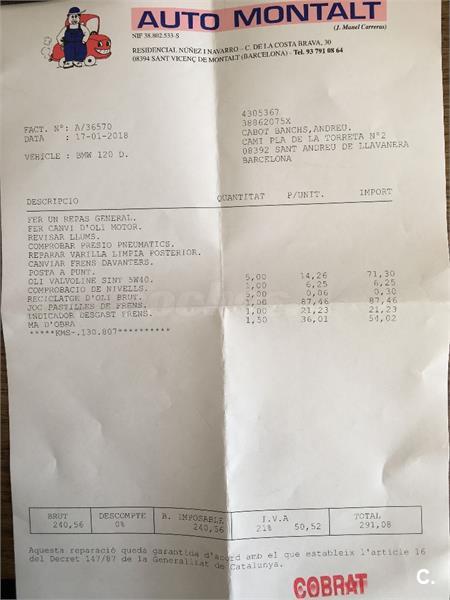 AUTO MONTALT
NIF 38.802.533-S
(J. Manel Carreras)
RESIDENCIAL NÚÑEZ I NAVARRO – C. DE LA COSTA BRAVA, 30
08394 SANT VICENÇ DE MONTALT (BARCELONA) - Tel. 93 791 08 64
FACT. Nº: A/36570
DATA : 17-01-2018
VEHICLE: BMW 120 D.
4305367
38862075X
CABOT BANCHS,ANDREU.
CAMI PLA DE LA TORRETA Nº2
08392 SANT ANDREU DE LLAVANERA
BARCELONA
DESCRIPCIO QUANTITAT P/UNIT. IMPORT
FER UN REPAS GENERAL.
FER CANVI D'OLI MOTOR.
REVISAR LLUMS.
COMPROBAR PRESIO PNEUMATICS.
REPARAR VARILLA LIMPIA POSTERIOR.
CANVIAR FRENS DAVANTERS.
POSTA A PUNT.
OLI VALVOLINE SINT 5W40. 5,00 14,26 71,30
COMPROBACIO DE NIVELLS. 1,00 6,25 6,25
RECICLATGE D'OLI BRUT. 5,00 0,06 0,30
JOC PASTILLES DE FRENS. 1,00 87,46 87,46
INDICADOR DESGAST FRENS. 1,00 21,23 21,23
MA D'OBRA 1,50 36,01 54,02
*****KMS-.130.807**********
BRUT DESCOMPTE B. IMPOSABLE I.V.A TOTAL
240,56 0% 240,56 21% 50,52 291,08
Aquesta reparació queda garantida d'acord amb el que estableix l'article 16
del Decret 147/87 de la Generalitat de Catalunya.
COBRAT
C.